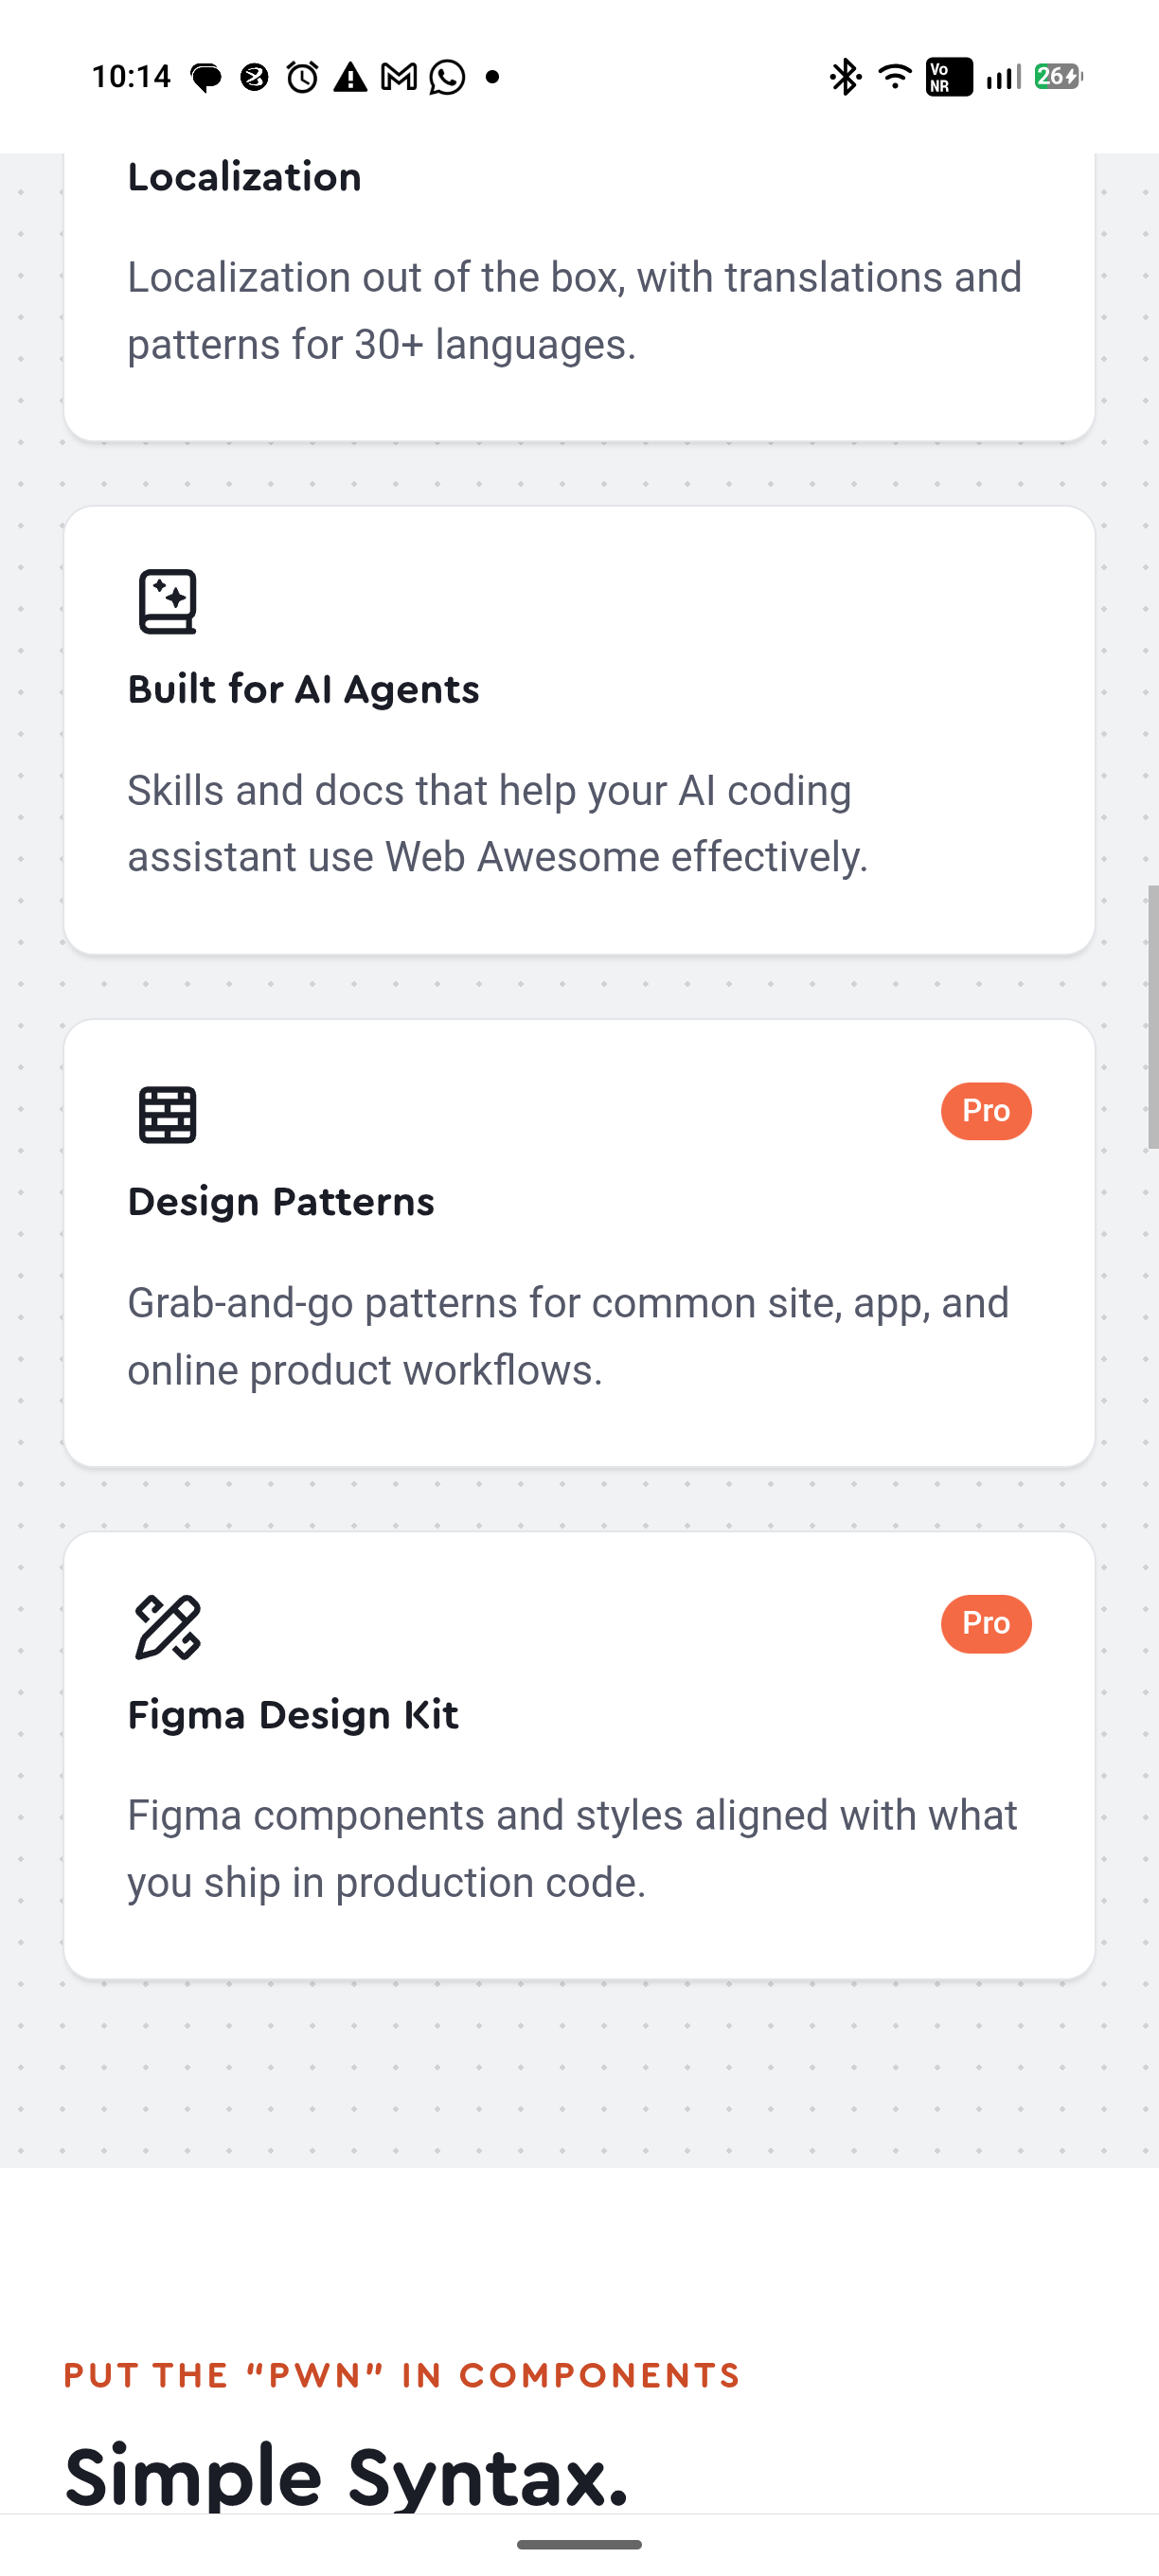 10:14
Vo
NR
26
Localization
Localization out of the box, with translations and
patterns for 30+ languages.
Built for AI Agents
Skills and docs that help your AI coding
assistant use Web Awesome effectively.
Pro
Design Patterns
Grab-and-go patterns for common site, app, and
online product workflows.
Pro
Figma Design Kit
Figma components and styles aligned with what
you ship in production code.
PUT THE “PWN” IN COMPONENTS
Simple Syntax.